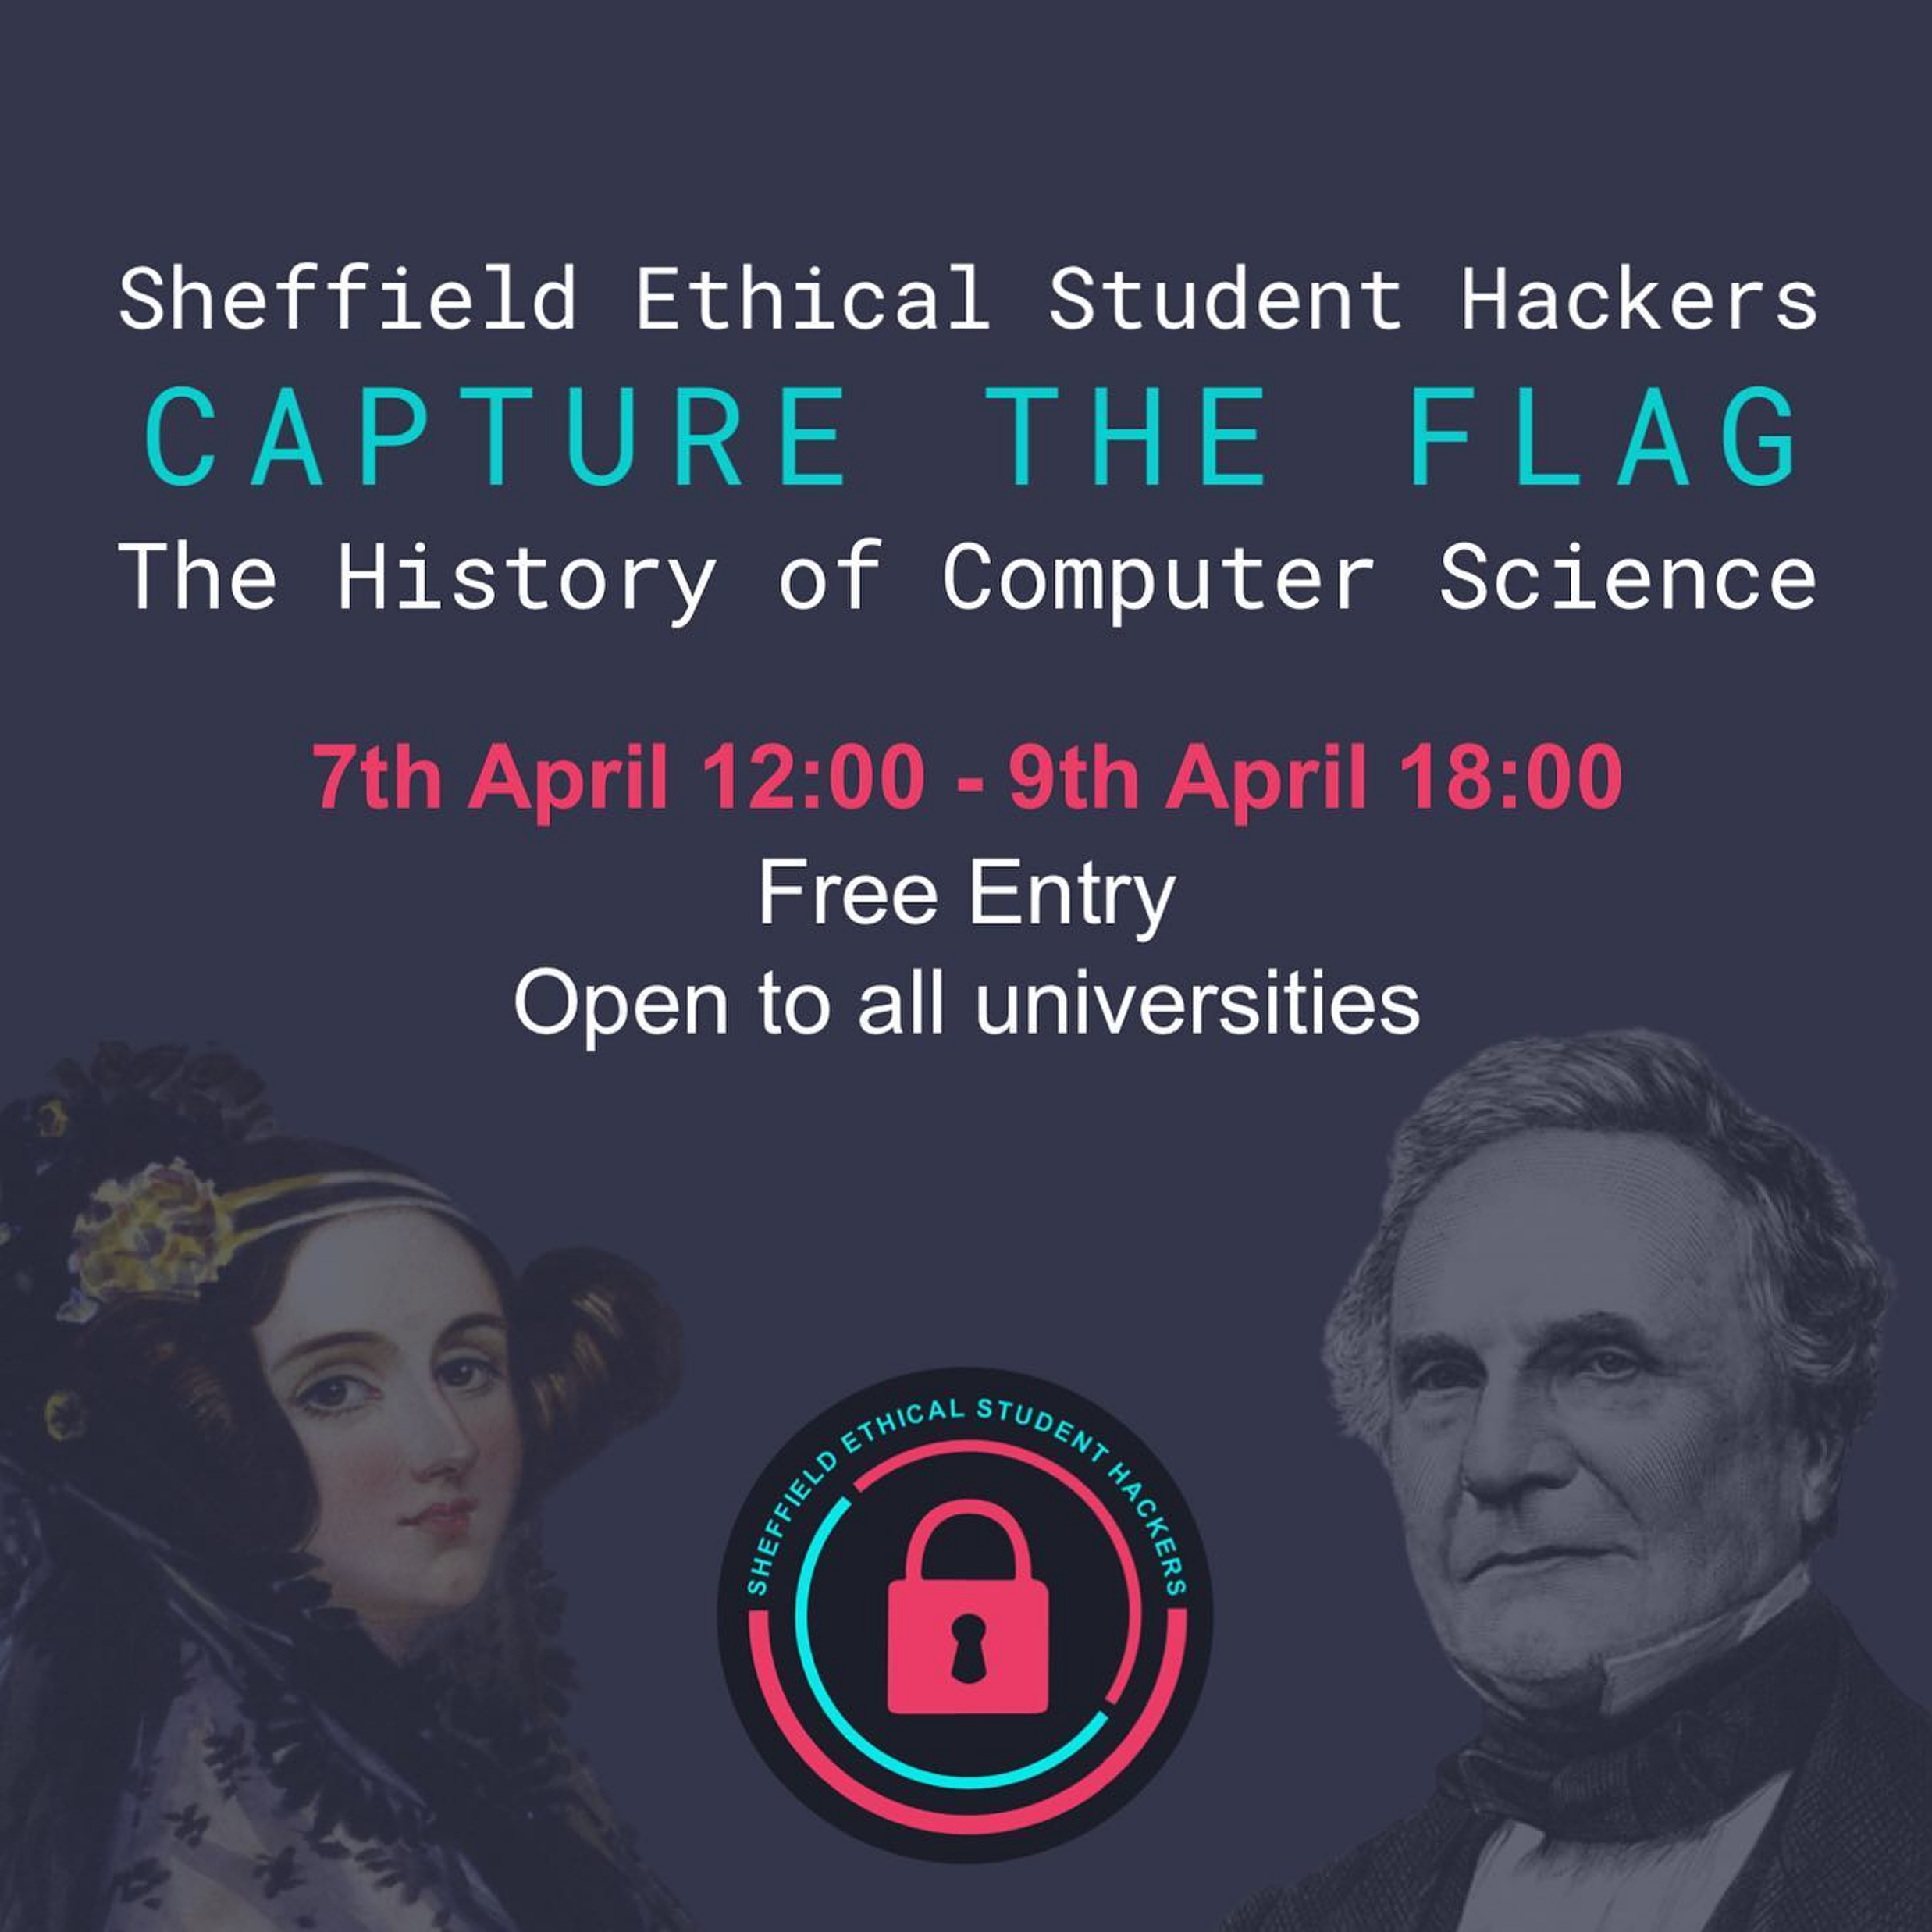 Sheffield Ethical Student Hackers
CAPTURE THE FLAG
The History of Computer Science
7th April 12:00 - 9th April 18:00
Free Entry
Open to all universities
SHEFFIELD ETHICAL STUDENT HACKERS